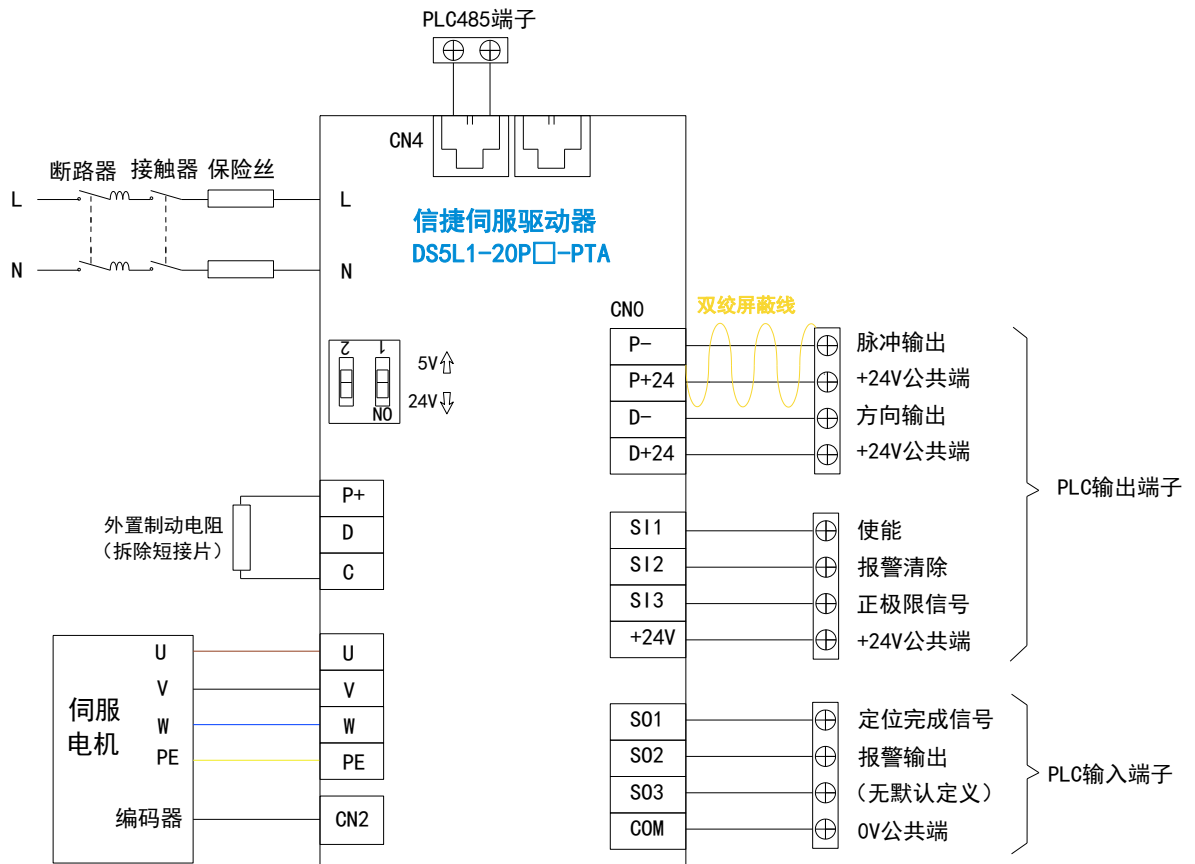 PLC485端子
CN4
断路器 接触器 保险丝
L
L
N
N
信捷伺服驱动器
DS5L1-20P□-PTA
CN0
双绞屏蔽线
P-
脉冲输出
P+24
+24V公共端
D-
方向输出
D+24
+24V公共端
PLC输出端子
2 1
5V
24V
NO
P+
D
C
外置制动电阻
(拆除短接片)
SI1
使能
SI2
报警清除
SI3
正极限信号
+24V
+24V公共端
伺服
电机
U
U
V
V
W
W
PE
PE
编码器
CN2
SO1
定位完成信号
SO2
报警输出
SO3
(无默认定义)
COM
0V公共端
PLC输入端子